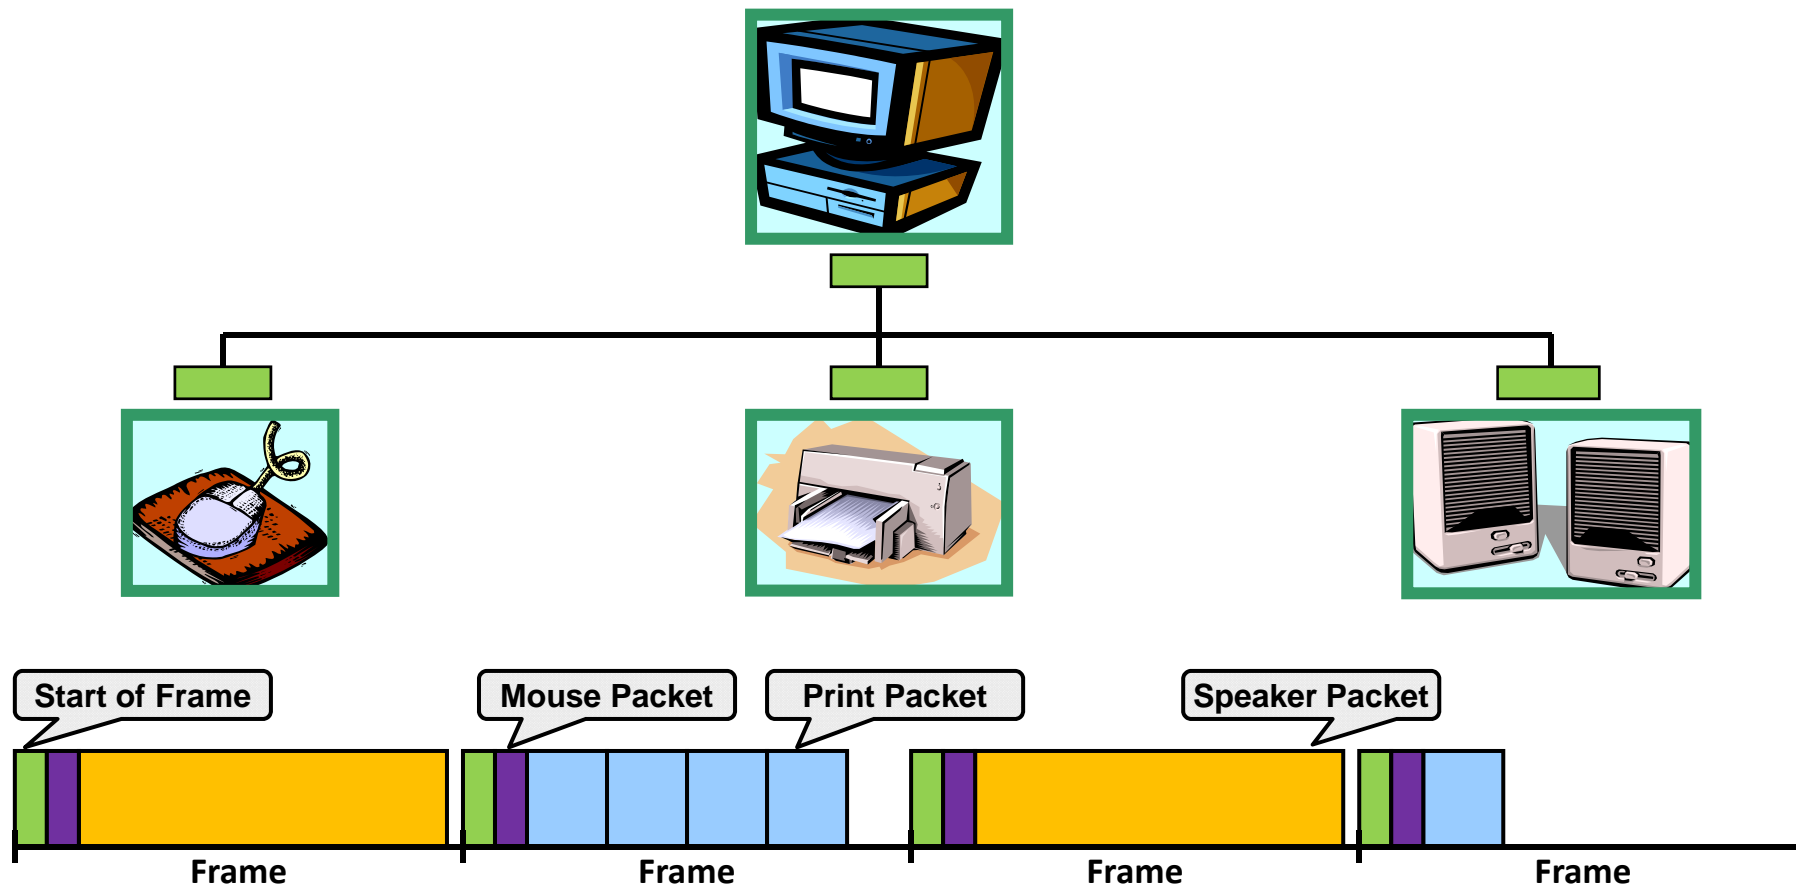 Start of Frame
Mouse Packet
Print Packet
Speaker Packet
Frame
Frame
Frame
Frame